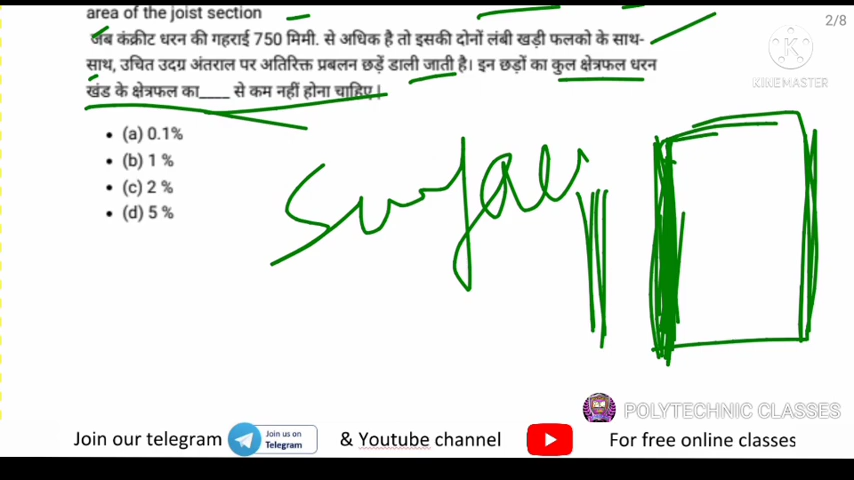 area of the joist section
2/8
जब कंक्रीट धरन की गहराई 750 मिमी. से अधिक है तो इसकी दोनों लंबी खड़ी फलको के साथ-
साथ, उचित उदग्र अंतराल पर अतिरिक्त प्रबलन छड़ें डाली जाती है। इन छड़ों का कुल क्षेत्रफल धरन
खंड के क्षेत्रफल का____ से कम नहीं होना चाहिए।
KINEMASTER
• (a) 0.1%
• (b) 1 %
• (c) 2 %
• (d) 5 %
POLYTECHNIC CLASSES
Join our telegram
Join us on
Telegram
& Youtube channel
For free online classes